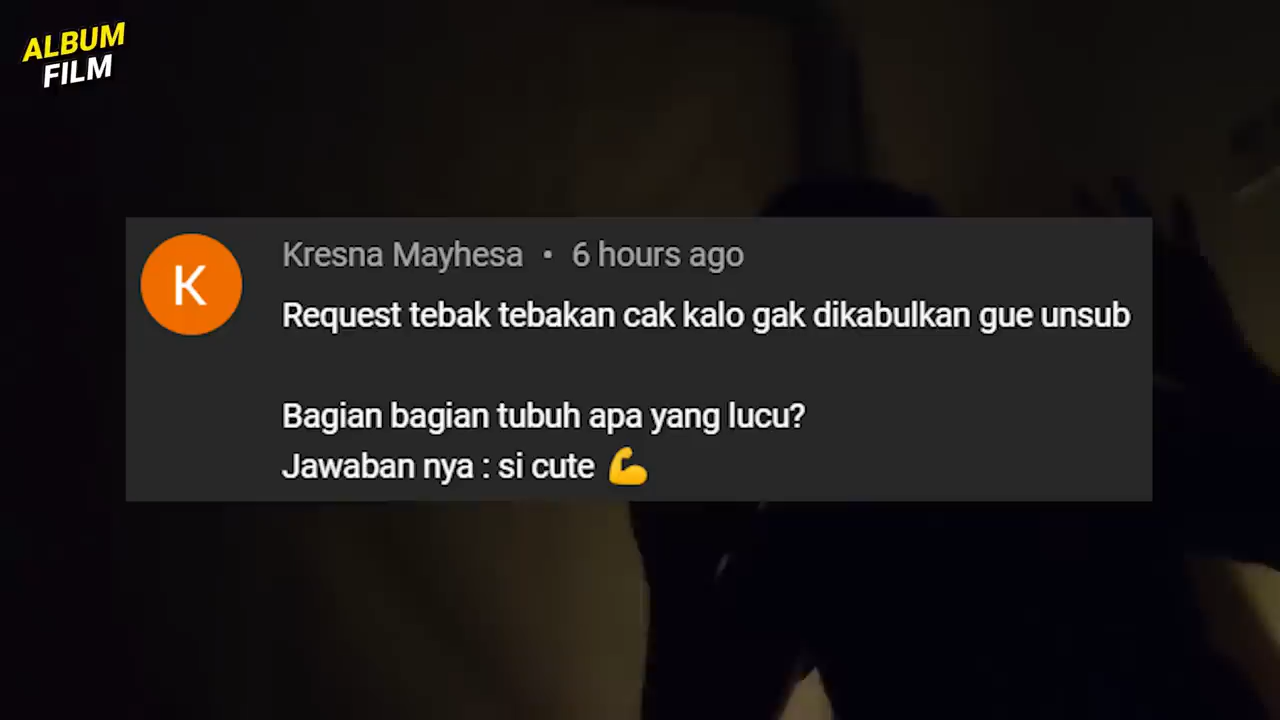 ALBUM
FILM
K
Kresna Mayhesa • 6 hours ago
Request tebak tebakan cak kalo gak dikabulkan gue unsub
Bagian bagian tubuh apa yang lucu?
Jawaban nya : si cute 💪